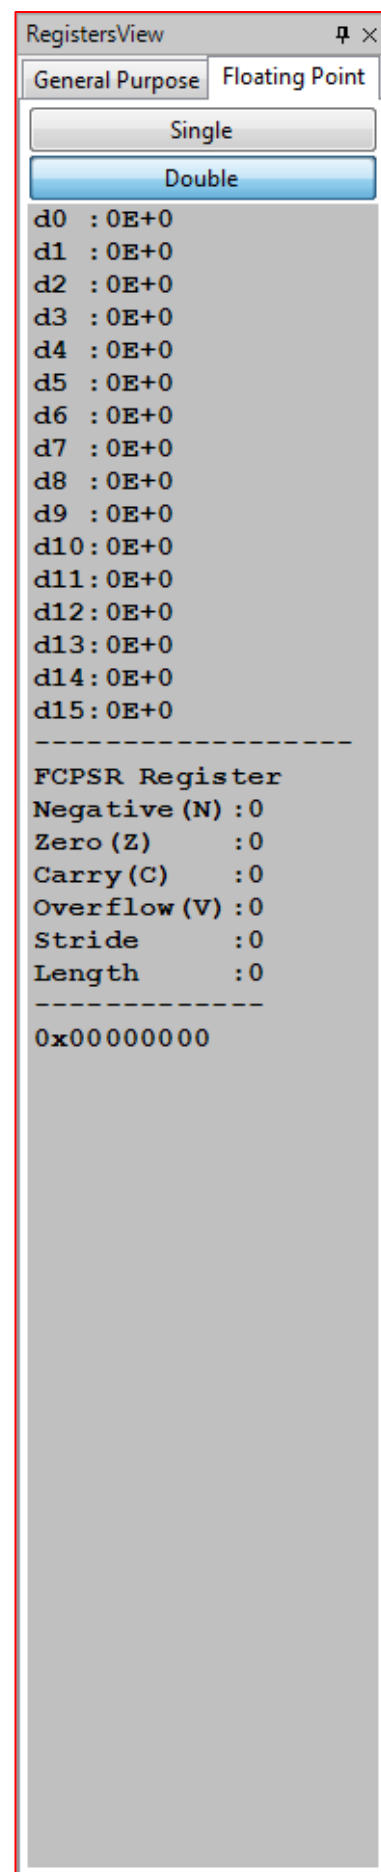 RegistersView
General Purpose Floating Point
Single
Double
d0 :0E+0
d1 :0E+0
d2 :0E+0
d3 :0E+0
d4 :0E+0
d5 :0E+0
d6 :0E+0
d7 :0E+0
d8 :0E+0
d9 :0E+0
d10:0E+0
d11:0E+0
d12:0E+0
d13:0E+0
d14:0E+0
d15:0E+0
-------------------
FCPSR Register
Negative(N):0
Zero(Z)    :0
Carry(C)   :0
Overflow(V):0
Stride     :0
Length     :0
--------------
0x00000000